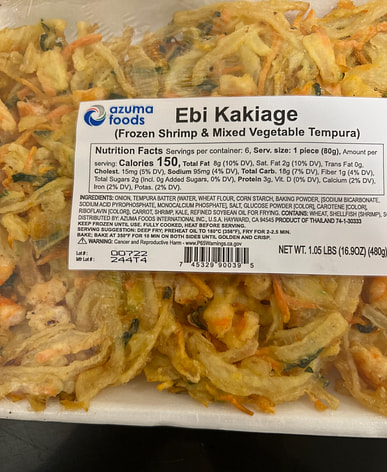 azuma
foods
Ebi Kakiage
(Frozen Shrimp & Mixed Vegetable Tempura)
Nutrition Facts Servings per container: 6, Serv. size: 1 piece (80g), Amount per
serving: Calories 150, Total Fat 8g (10% DV), Sat. Fat 2g (10% DV), Trans Fat 0g,
Cholest. 15mg (5% DV), Sodium 95mg (4% DV), Total Carb. 18g (7% DV), Fiber 1g (4% DV),
Total Sugars 2g (Incl. 0g Added Sugars, 0% DV), Protein 3g, Vit. D (0% DV), Calcium (2% DV),
Iron (2% DV), Potas. (2% DV).
INGREDIENTS: ONION, TEMPURA BATTER (WATER, WHEAT FLOUR, CORN STARCH, BAKING POWDER, (SODIUM BICARBONATE,
SODIUM ACID PYROPHOSPHATE, MONOCALCIUM PHOSPHATE), SALT, GLUCOSE POWDER (GLUCOSE), CAROTENE [COLOR],
RIBOFLAVIN [COLOR]), CARROT, SHRIMP, KALE, REFINED SOYBEAN OIL FOR FRYING. CONTAINS: WHEAT, SHELLFISH (SHRIMP), S
DISTRIBUTED BY: AZUMA FOODS INTERNATIONAL INC., U.S.A. HAYWARD, CA 94545 PRODUCT OF THAILAND 74-1-30333
KEEP FROZEN UNTIL USE. FULLY COOKED, HEAT BEFORE SERVING.
SERVING SUGGESTION: DEEP FRY; PREHEAT OIL TO 180°C (356°F), FRY FOR 2-2.5 MIN.
BAKE; BAKE AT 350°F FOR 10 MIN ON BOTH SIDES UNTIL GOLDEN AND CRISP.
WARNING: Cancer and Reproductive Harm - www.P65Warnings.ca.gov
Lot #: 00722
Mfr Lot #: 244T4
7 45329 90039 5
NET WT. 1.05 LBS (16.9OZ) (480g)